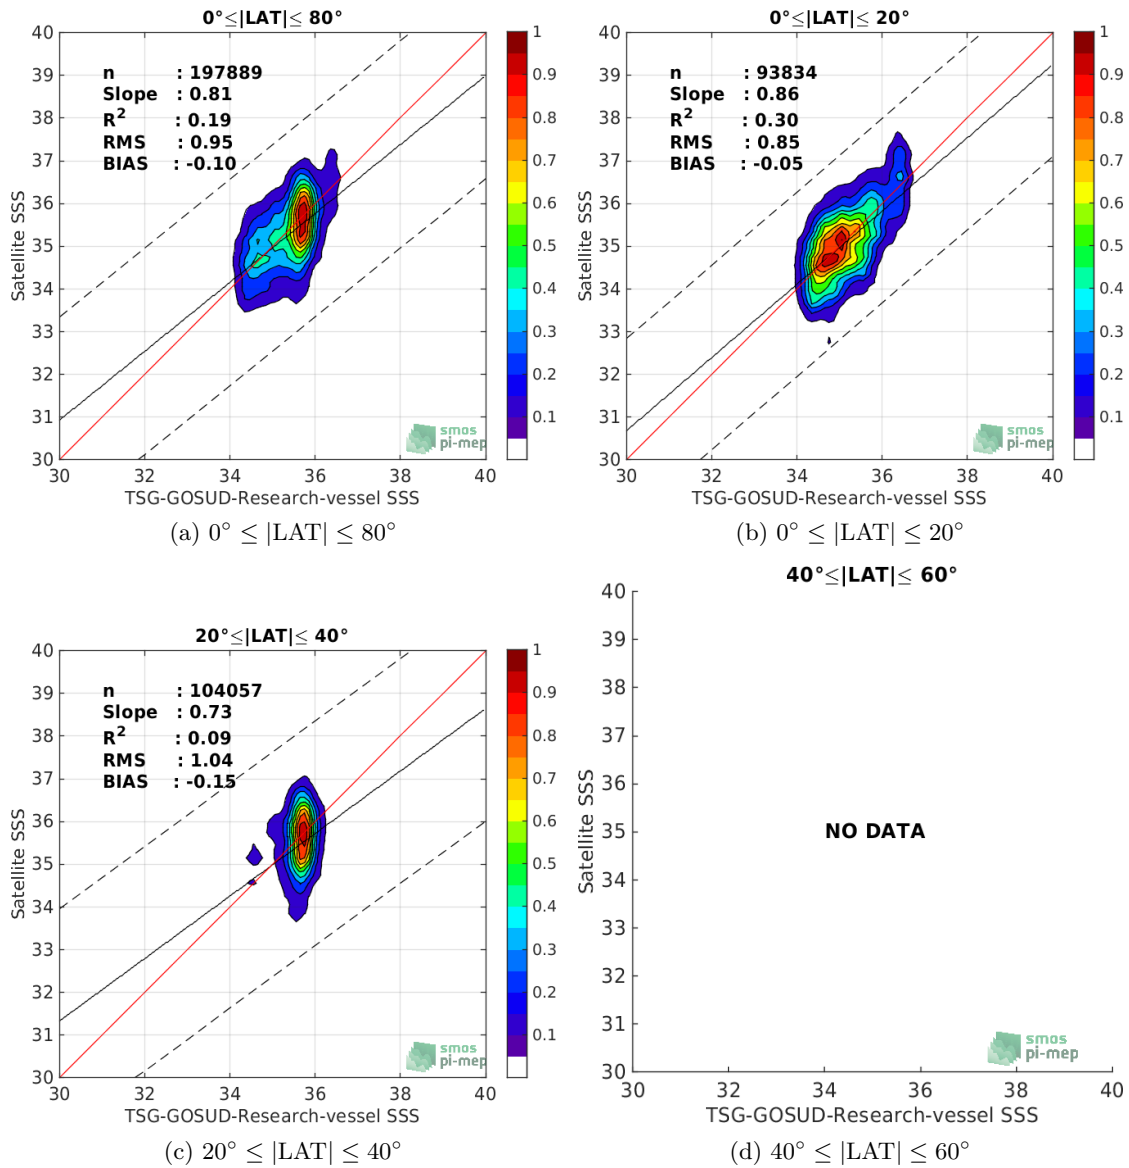 0°≤|LAT|≤ 80°
n : 197889
Slope : 0.81
R² : 0.19
RMS : 0.95
BIAS : -0.10
40
39
38
37
36
35
34
33
32
31
30
Satellite SSS
30 32 34 36 38 40
TSG-GOSUD-Research-vessel SSS
1
0.9
0.8
0.7
0.6
0.5
0.4
0.3
0.2
0.1
smos
pi-mep
(a) 0° ≤ |LAT| ≤ 80°
0°≤|LAT|≤ 20°
n : 93834
Slope : 0.86
R² : 0.30
RMS : 0.85
BIAS : -0.05
40
39
38
37
36
35
34
33
32
31
30
Satellite SSS
30 32 34 36 38 40
TSG-GOSUD-Research-vessel SSS
1
0.9
0.8
0.7
0.6
0.5
0.4
0.3
0.2
0.1
smos
pi-mep
(b) 0° ≤ |LAT| ≤ 20°
20°≤|LAT|≤ 40°
n : 104057
Slope : 0.73
R² : 0.09
RMS : 1.04
BIAS : -0.15
40
39
38
37
36
35
34
33
32
31
30
Satellite SSS
30 32 34 36 38 40
TSG-GOSUD-Research-vessel SSS
1
0.9
0.8
0.7
0.6
0.5
0.4
0.3
0.2
0.1
smos
pi-mep
(c) 20° ≤ |LAT| ≤ 40°
40°≤|LAT|≤ 60°
40
39
38
37
36
35
34
33
32
31
30
Satellite SSS
NO DATA
30 32 34 36 38 40
TSG-GOSUD-Research-vessel SSS
smos
pi-mep
(d) 40° ≤ |LAT| ≤ 60°